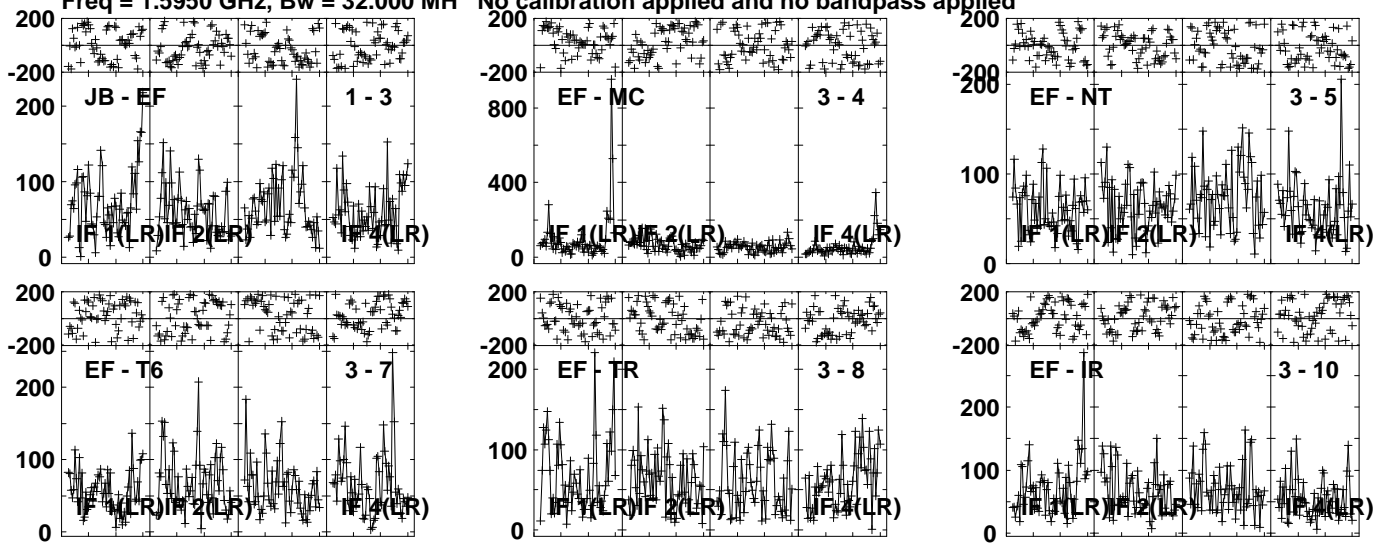 Freq = 1.5950 GHz, Bw = 32.000 MH No calibration applied and no bandpass applied
200
-200
JB - EF
1 - 3
200
100
0
IF 1(LR)
IF 2(LR)
IF 4(LR)
200
-200
EF - MC
3 - 4
800
400
0
IF 1(LR)
IF 2(LR)
IF 4(LR)
200
-200
EF - NT
3 - 5
200
100
0
IF 1(LR)
IF 2(LR)
IF 4(LR)
200
-200
EF - T6
3 - 7
200
100
0
IF 1(LR)
IF 2(LR)
IF 4(LR)
200
-200
EF - TR
3 - 8
200
100
0
IF 1(LR)
IF 2(LR)
IF 4(LR)
200
-200
EF - IR
3 - 10
200
100
0
IF 1(LR)
IF 2(LR)
IF 4(LR)